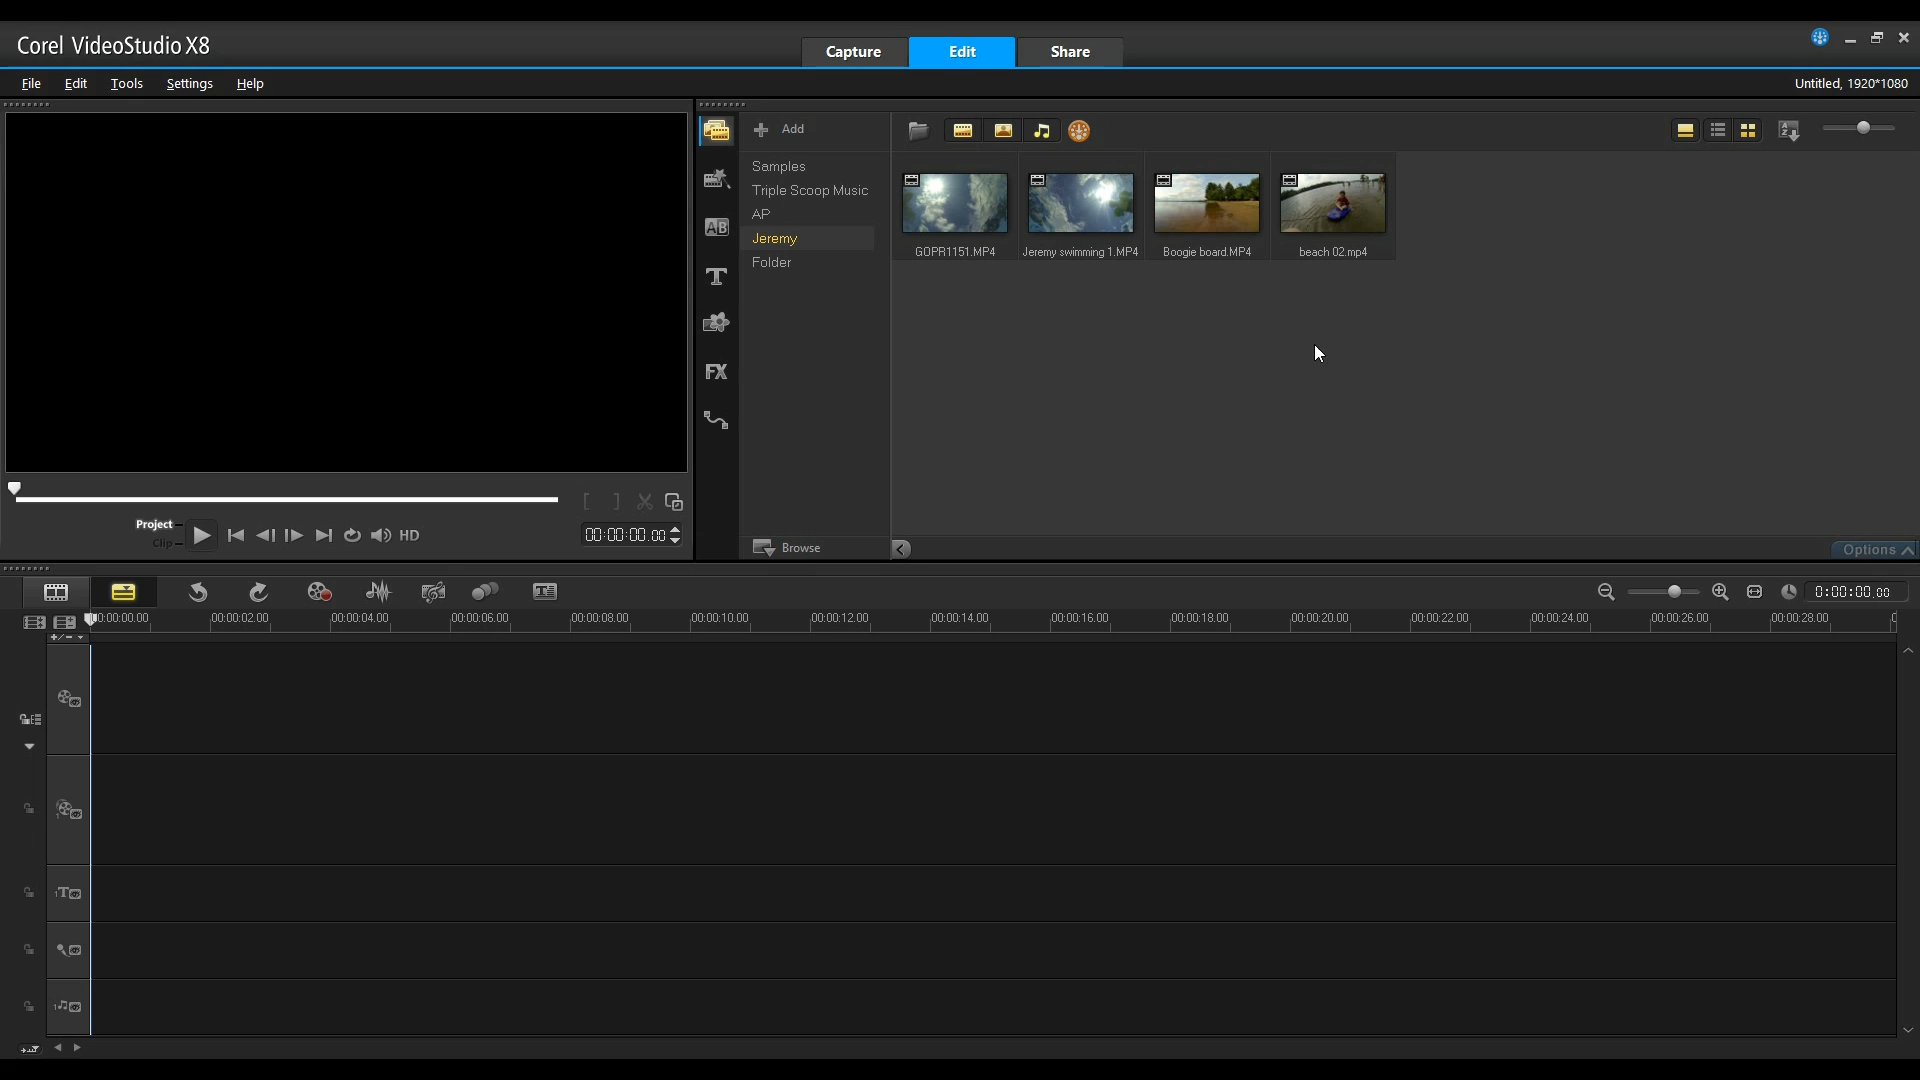 Corel VideoStudio X8
Capture Edit Share
File Edit Tools Settings Help Untitled, 1920*1080
Add
Samples
Triple Scoop Music
AP
Jeremy
Folder
GOPR1151.MP4 Jeremy swimming 1.MP4 Boogie board.MP4 beach 02.mp4
AB
T
FX
Project
Clip
HD 00:00:00.00
Browse
Options
0:00:00.00
00:00:00.00 00:00:02.00 00:00:04.00 00:00:06.00 00:00:08.00 00:00:10.00 00:00:12.00 00:00:14.00 00:00:16.00 00:00:18.00 00:00:20.00 00:00:22.00 00:00:24.00 00:00:26.00 00:00:28.00
1
1T
1